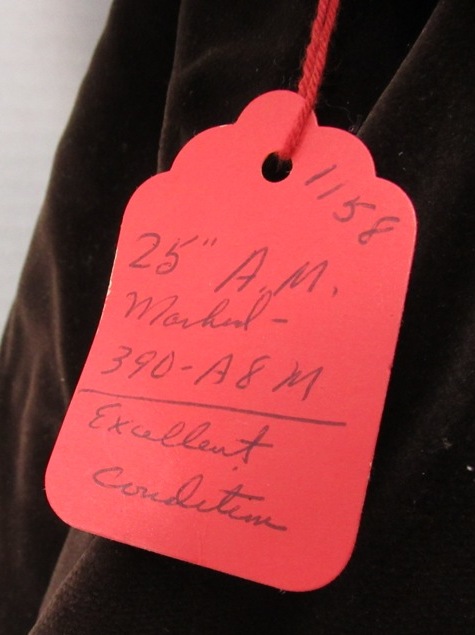 1158
25" A.M.
Marked-
390-A8M
Excellent
Condition